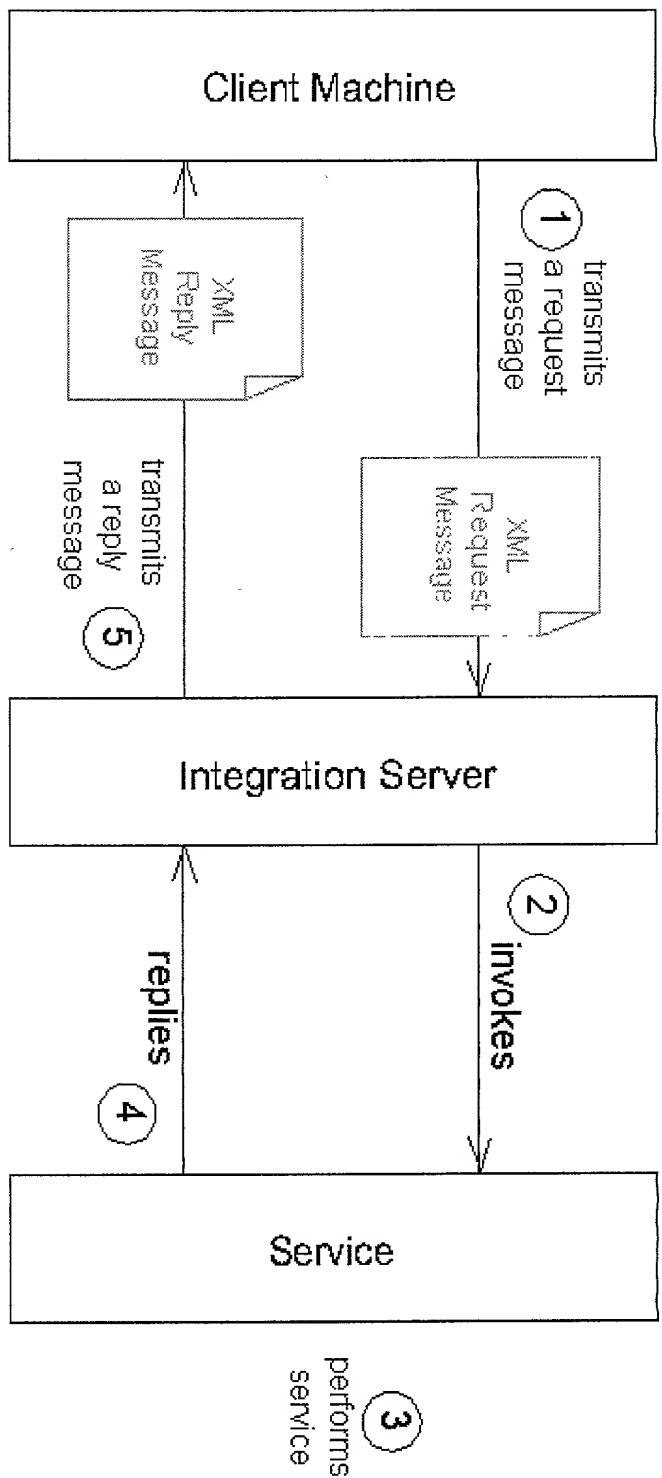 Client Machine
1
transmits
a request
message
XML
Request
Message
XML
Reply
Message
transmits
a reply
message
5
Integration Server
2
invokes
replies
4
Service
3
performs
service